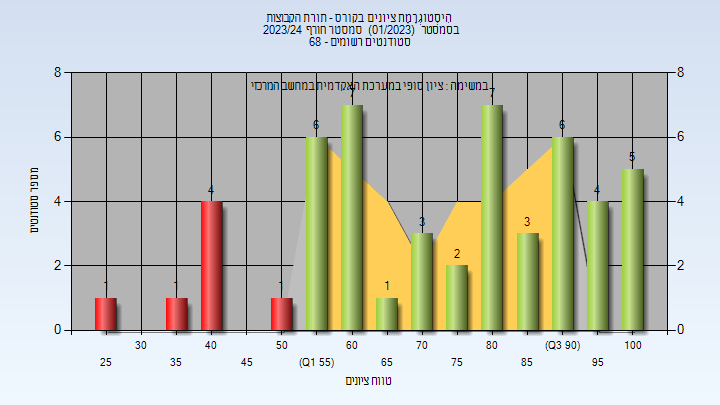 היסטוגרמת ציונים בקורס - תורת הקבוצות
בסמסטר (01/2023) סמסטר חורף 2023/24
סטודנטים רשומים - 68
במשימה : ציון סופי במערכת האקדמית במחשב המרכזי
מספר סטודנטים
8 8
6 6
4 4
2 2
0 0
1 1 4 1 6 7 1 3 2 7 3 6 4 5
30 40 50 60 70 80 (Q3 90) 100
25 35 45 (Q1 55) 65 75 85 95
טווח ציונים